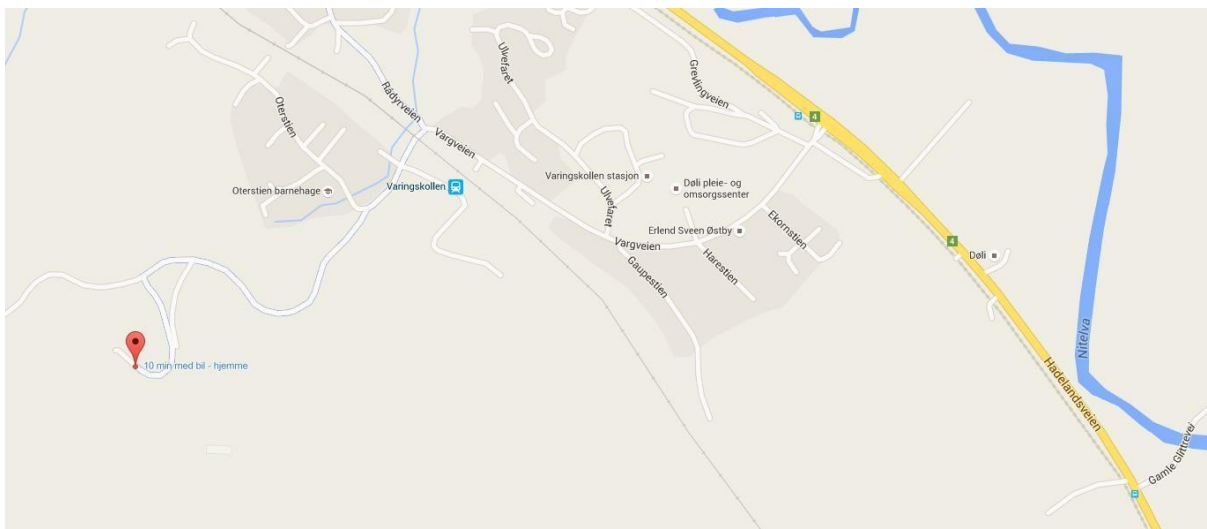 Ulvefaret
Grevlingveien
Rådyrveien
Oterstien
Vargveien
4
Varingskollen stasjon
Døli pleie- og
omsorgssenter
Oterstien barnehage
Varingskollen
Ulvefaret
Ekornstien
Erlend Sveen Østby
Vargveien
4
Harestien
Døli
Gaupestien
Nitelva
10 min med bil - hjemme
Hadelandsveien
Gamle Glittrevei